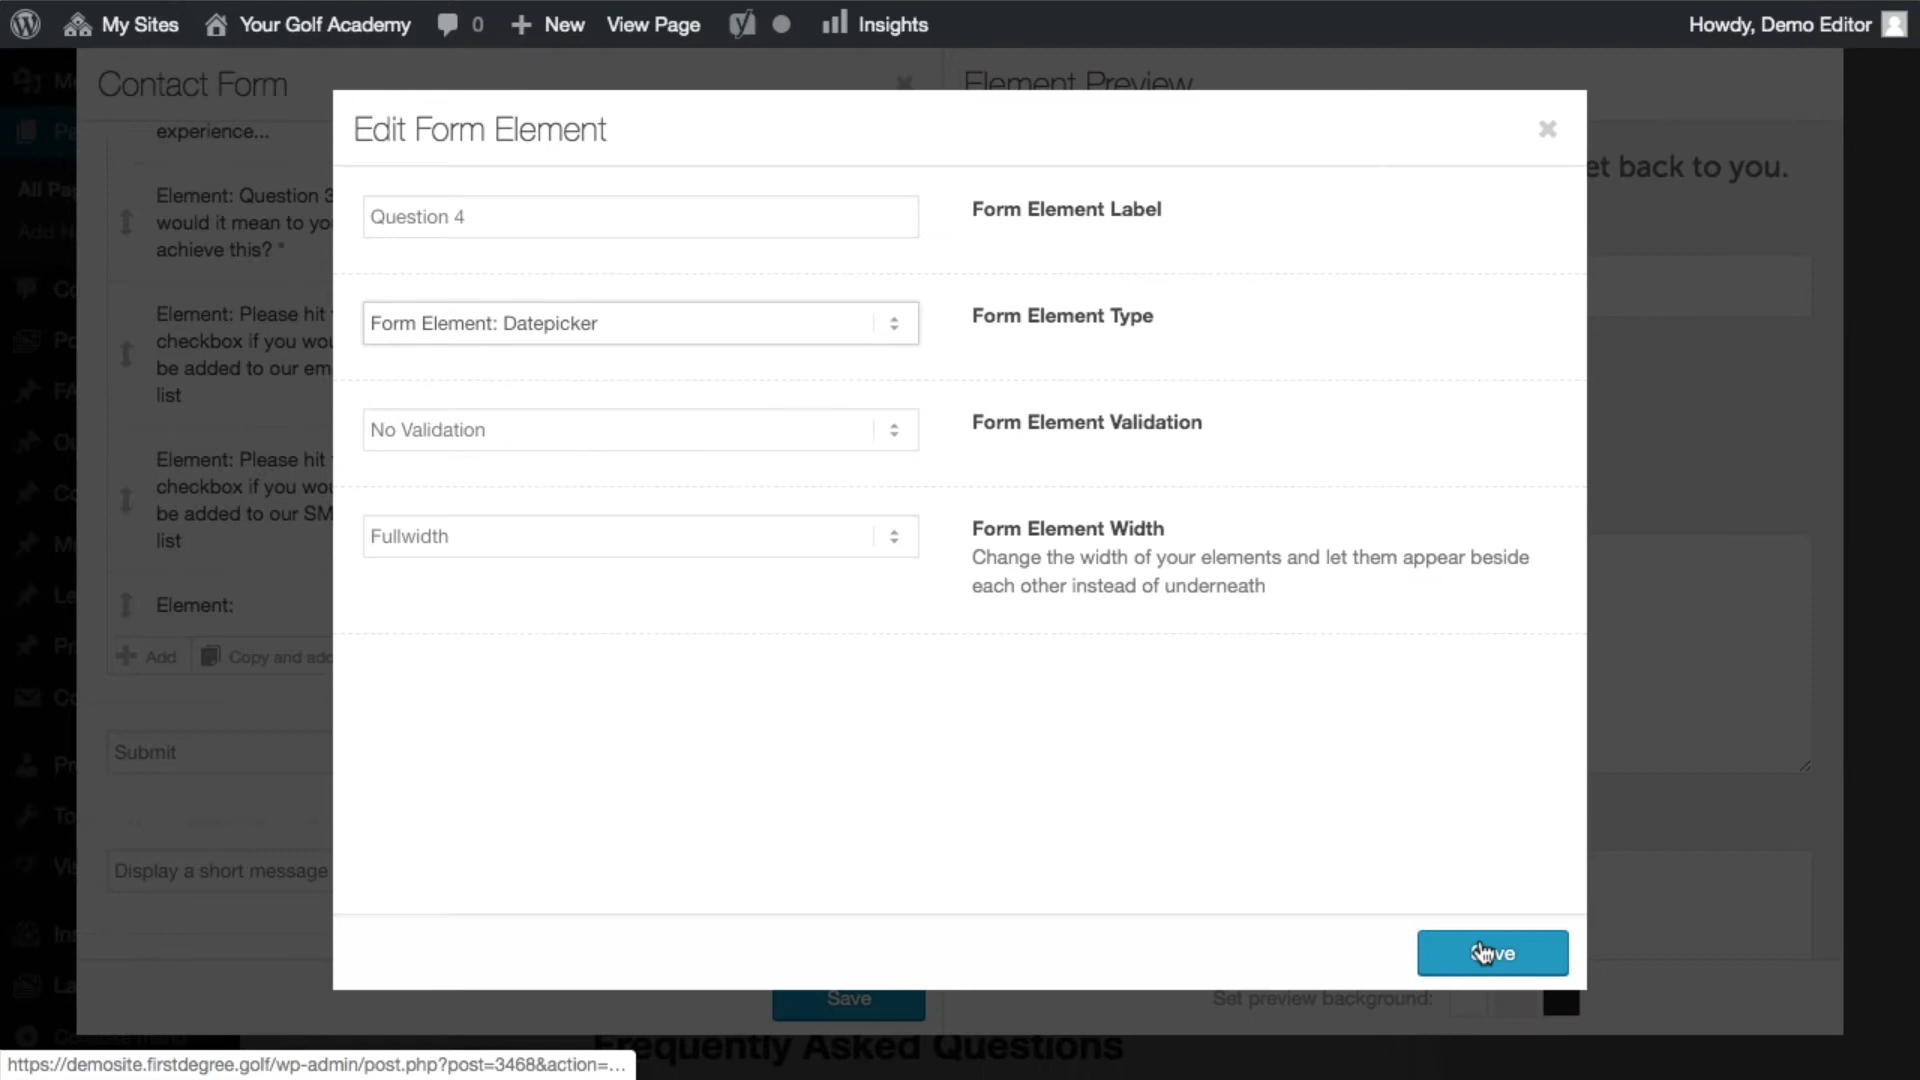 My Sites
Your Golf Academy
0
New
View Page
Insights
Howdy, Demo Editor
Contact Form
Element Preview
experience...
Element: Question 3
would it mean to you
achieve this? *
Element: Please hit
checkbox if you wou
be added to our em
list
Element: Please hit
checkbox if you wou
be added to our SM
list
Element:
Add
Copy and add
Submit
Display a short message
Save
All Pag
Edit Form Element
Question 4
Form Element Label
Form Element: Datepicker
Form Element Type
No Validation
Form Element Validation
Fullwidth
Form Element Width
Change the width of your elements and let them appear beside
each other instead of underneath
et back to you.
Set preview background:
Frequently Asked Questions
https://demosite.firstdegree.golf/wp-admin/post.php?post=3468&action=...